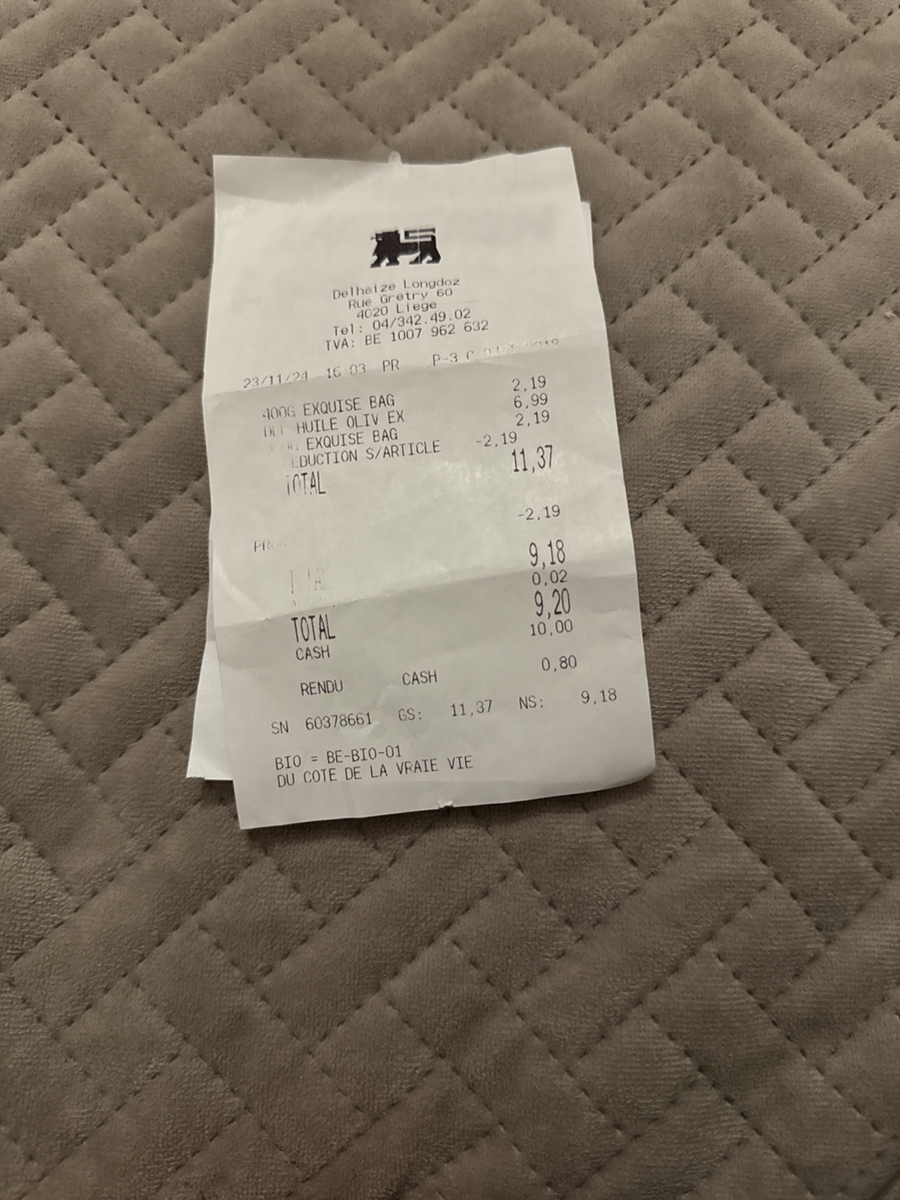 Delhaize Longdoz
Rue Gretry 60
4020 Liege
Tel: 04/342.49.02
TVA: BE 1007 962 632
23/11/24 16 03 PR P-3 C
400G EXQUISE BAG 2,19
HUILE OLIV EX 6,99
EXQUISE BAG 2,19
S/ARTICLE -2,19
TOTAL 11,37
-2,19
TOTAL 9,18
0,02
TOTAL 9,20
CASH 10,00
RENDU CASH 0,80
SN 60378661 GS: 11,37 NS: 9,18
BIO = BE-BIO-01
DU COTE DE LA VRAIE VIE